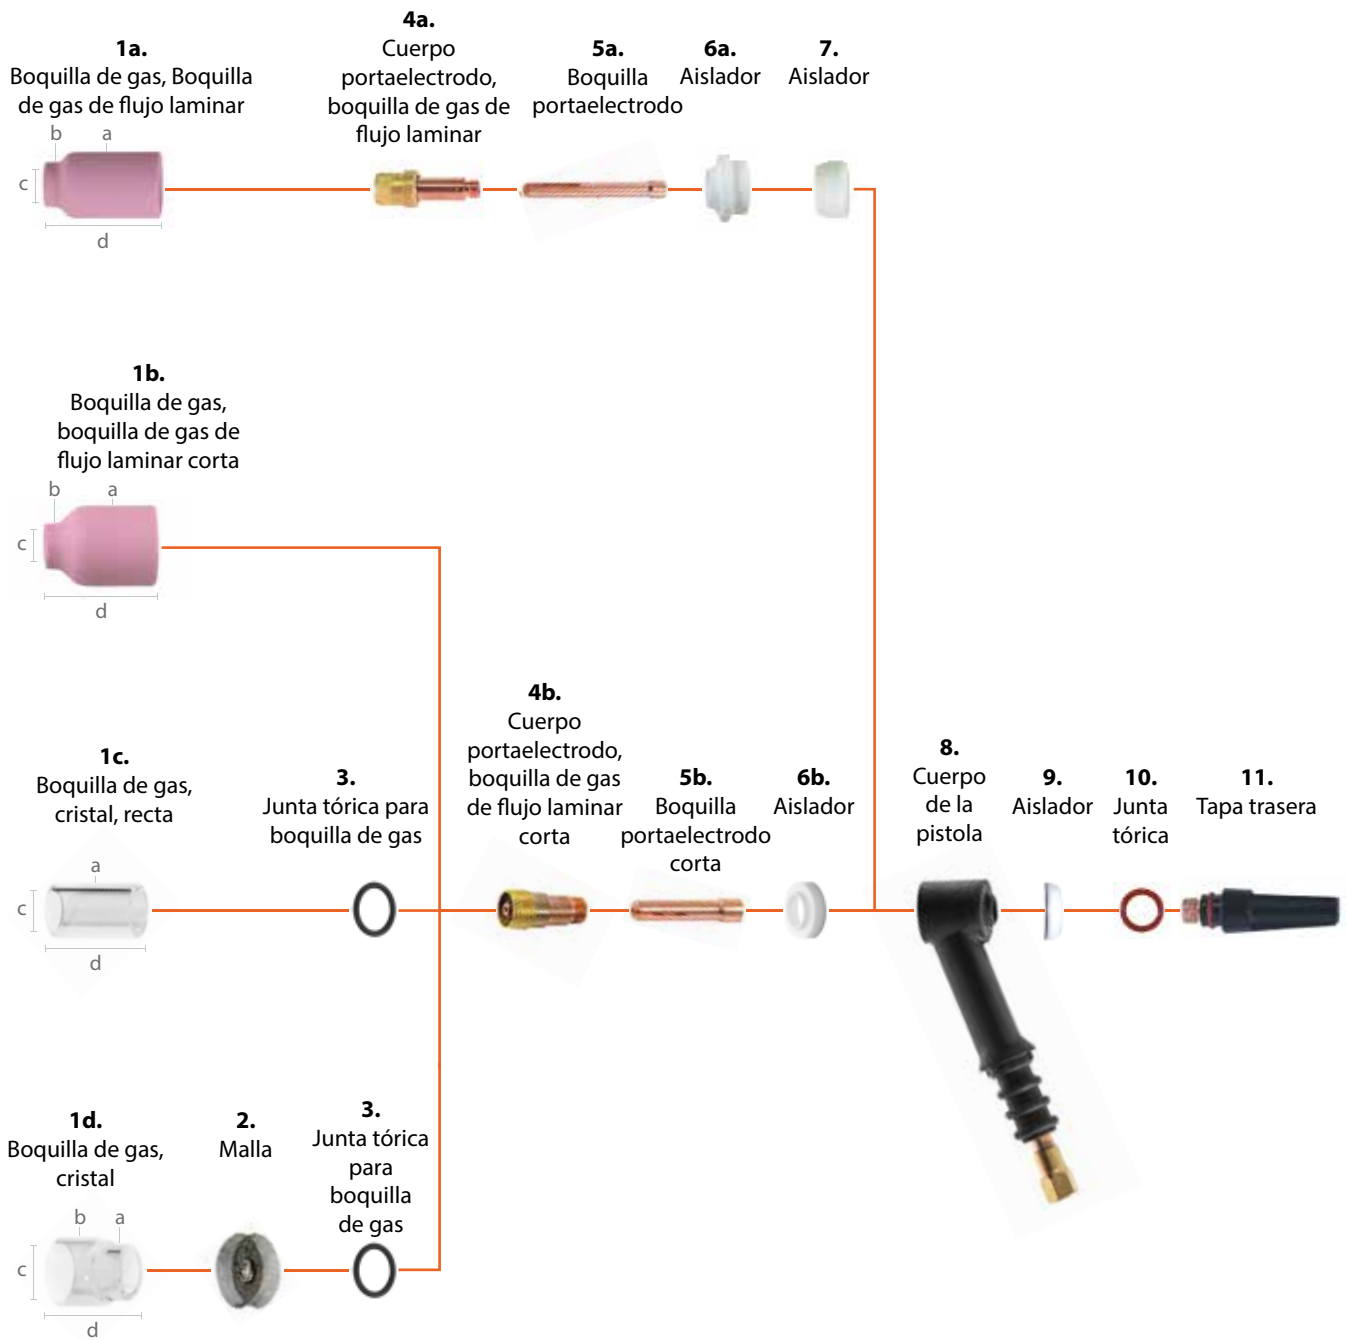 1a.
Boquilla de gas, Boquilla
de gas de flujo laminar
b a
c
d
4a.
Cuerpo
portaelectrodo,
boquilla de gas de
flujo laminar
5a.
Boquilla
portaelectrodo
6a.
Aislador
7.
Aislador
1b.
Boquilla de gas,
boquilla de gas de
flujo laminar corta
b a
c
d
1c.
Boquilla de gas,
cristal, recta
a
c
d
3.
Junta tórica para
boquilla de gas
4b.
Cuerpo
portaelectrodo,
boquilla de gas
de flujo laminar
corta
5b.
Boquilla
portaelectrodo
corta
6b.
Aislador
8.
Cuerpo
de la
pistola
9.
Aislador
10.
Junta
tórica
11.
Tapa trasera
1d.
Boquilla de gas,
cristal
b a
c
d
2.
Malla
3.
Junta tórica
para
boquilla
de gas